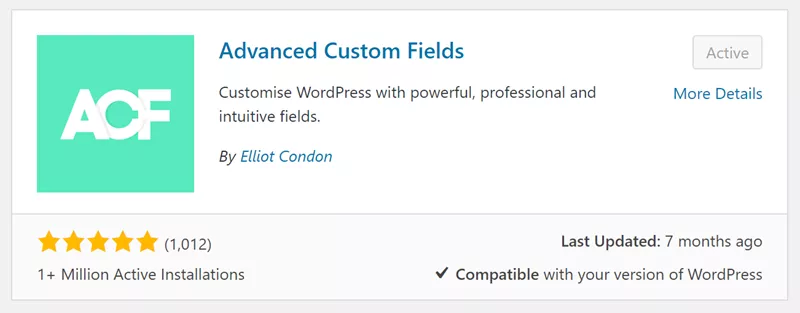 ACF
Advanced Custom Fields
Active
Customise WordPress with powerful, professional and
intuitive fields.
More Details
By Elliot Condon
(1,012)
Last Updated: 7 months ago
1+ Million Active Installations
Compatible with your version of WordPress